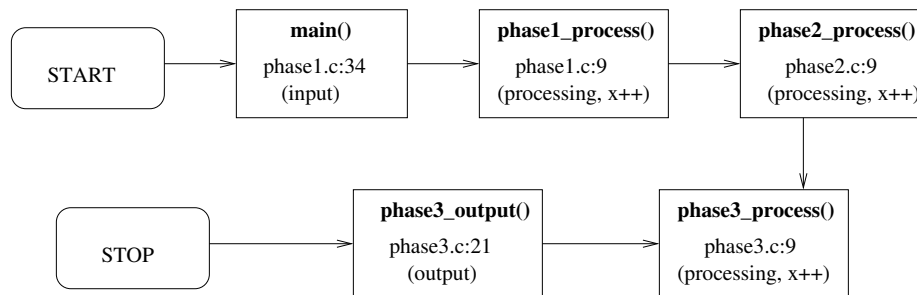 START
main()
phase1.c:34
(input)
phase1_process()
phase1.c:9
(processing, x++)
phase2_process()
phase2.c:9
(processing, x++)
STOP
phase3_output()
phase3.c:21
(output)
phase3_process()
phase3.c:9
(processing, x++)